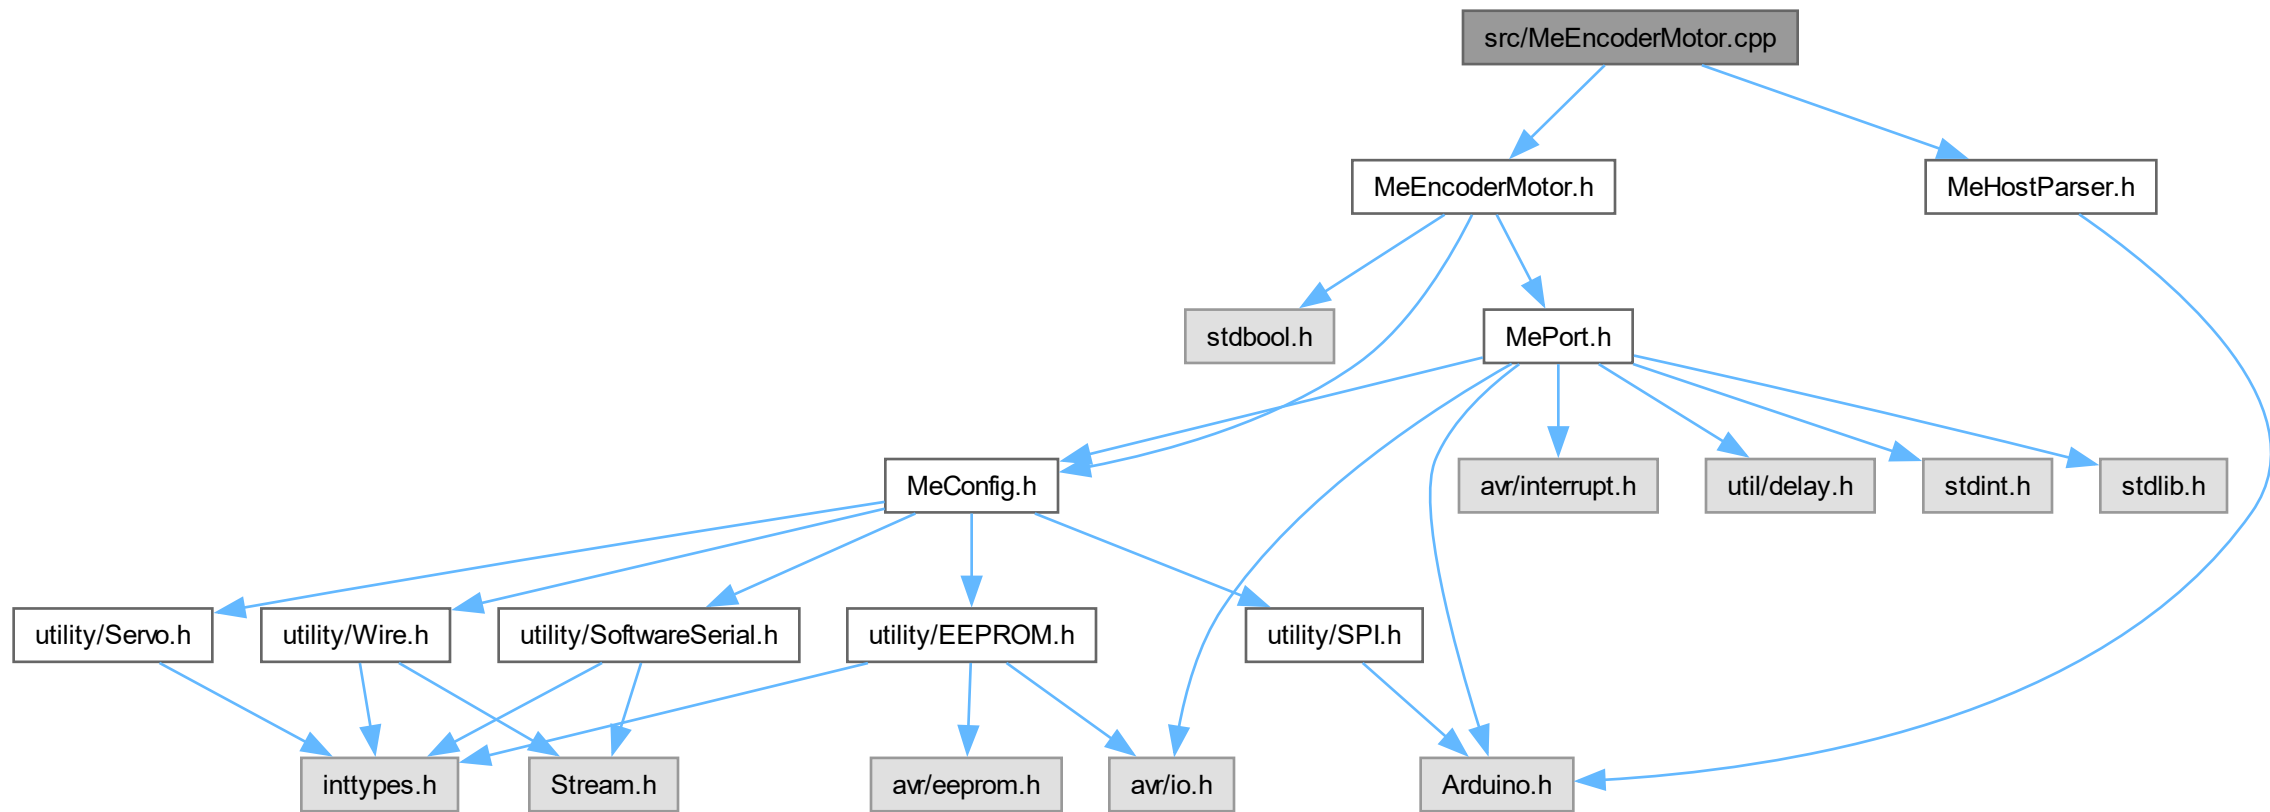 src/MeEncoderMotor.cpp
MeEncoderMotor.h
MeHostParser.h
stdbool.h
MePort.h
MeConfig.h
avr/interrupt.h
util/delay.h
stdint.h
stdlib.h
utility/Servo.h
utility/Wire.h
utility/SoftwareSerial.h
utility/EEPROM.h
utility/SPI.h
inttypes.h
Stream.h
avr/eeprom.h
avr/io.h
Arduino.h